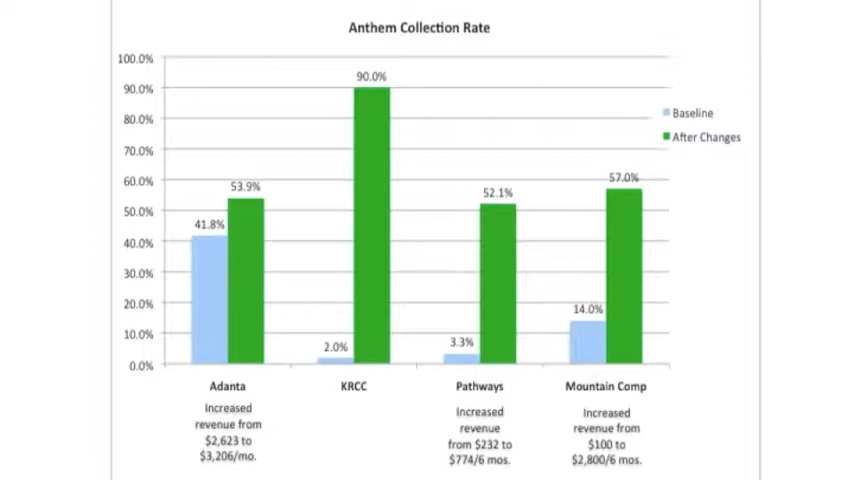 Anthem Collection Rate
100.0%
90.0%
80.0%
70.0%
60.0%
50.0%
40.0%
30.0%
20.0%
10.0%
0.0%
41.8%
53.9%
2.0%
90.0%
3.3%
52.1%
14.0%
57.0%
Baseline
After Changes
Adanta
KRCC
Pathways
Mountain Comp
Increased
revenue from
$2,623 to
$3,206/mo.
Increased
revenue
from $232 to
$774/6 mos.
Increased
revenue from
$100 to
$2,800/6 mos.